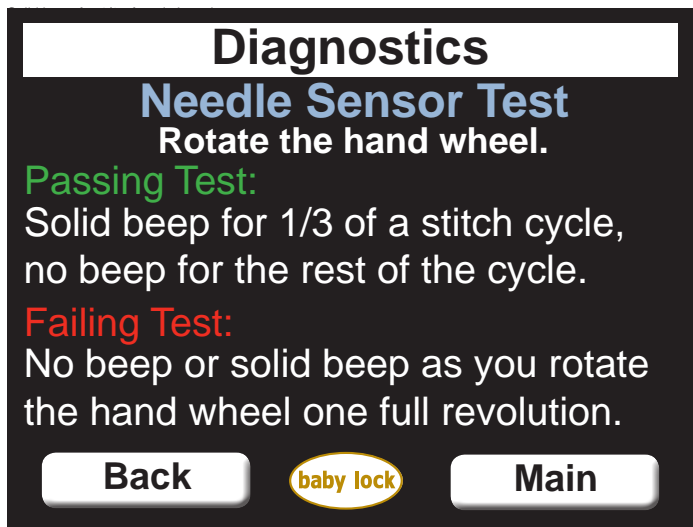 Diagnostics
Needle Sensor Test
Rotate the hand wheel.
Passing Test:
Solid beep for 1/3 of a stitch cycle,
no beep for the rest of the cycle.
Failing Test:
No beep or solid beep as you rotate
the hand wheel one full revolution.
Back
baby lock
Main